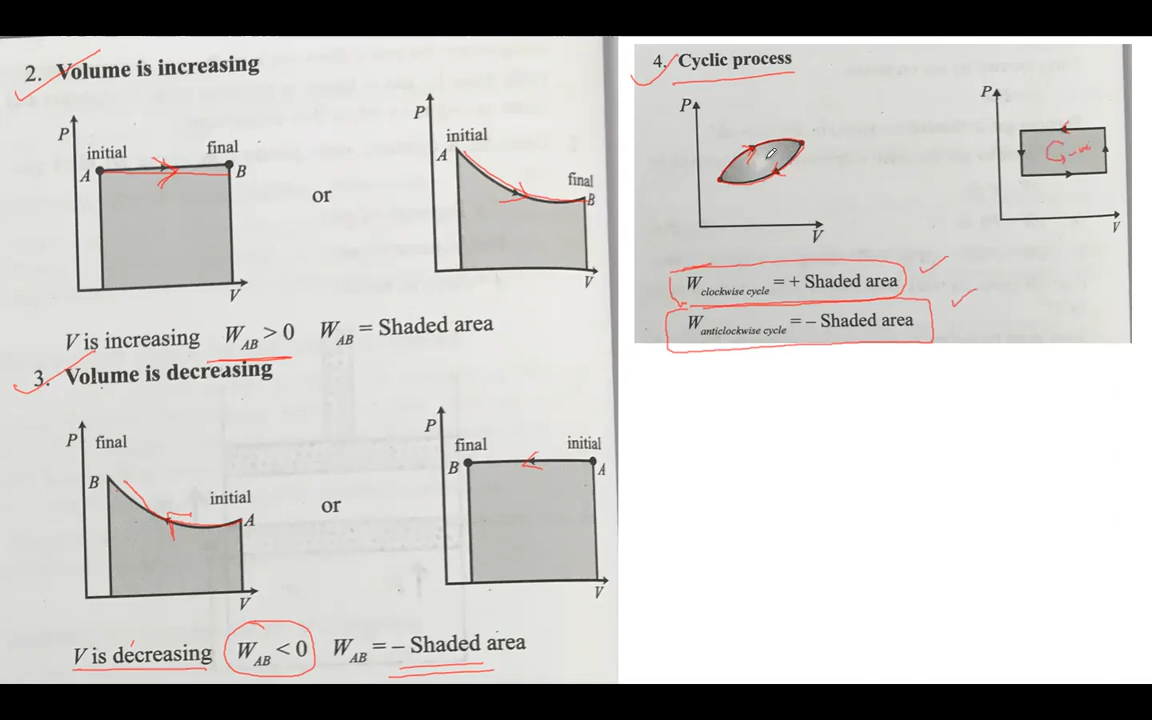 2. Volume is increasing
P
initial
final
A
B
V
or
P
initial
A
final
B
V
V is increasing W_AB > 0 W_AB = Shaded area
3. Volume is decreasing
P
final
B
initial
A
V
or
P
final
initial
B
A
V
V is decreasing W_AB < 0 W_AB = – Shaded area
4. Cyclic process
P
V
P
V
W_clockwise cycle = + Shaded area
W_anticlockwise cycle = – Shaded area